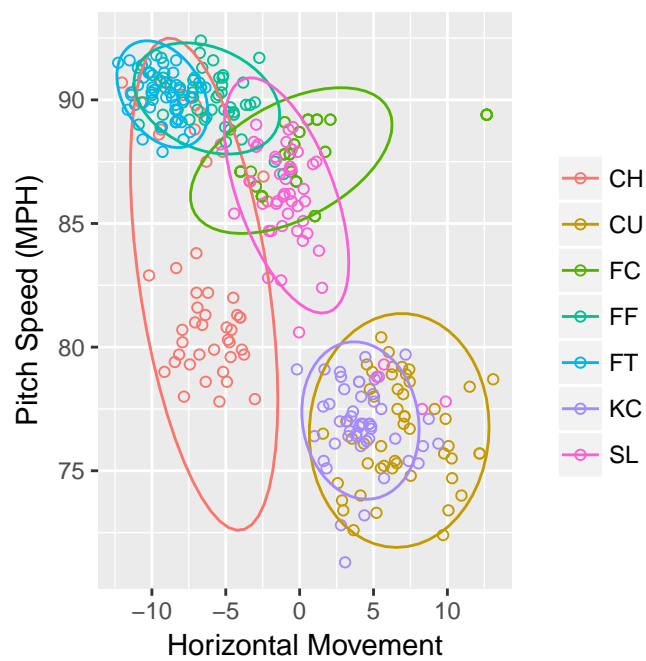 90
85
80
75
−10 −5 0 5 10
Horizontal Movement
Pitch Speed (MPH)
CH
CU
FC
FF
FT
KC
SL